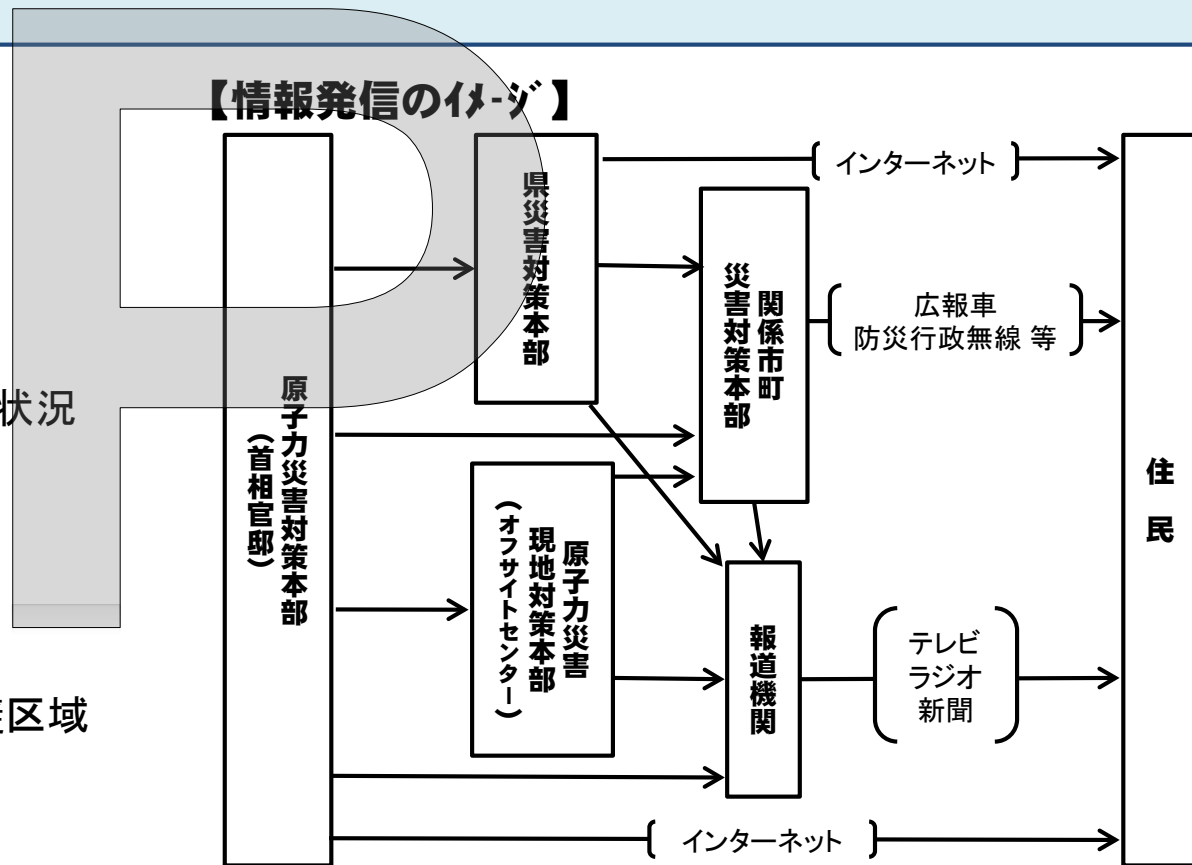 【情報発信のｲﾒｰｼﾞ】
原子力災害対策本部
（首相官邸）
県災害対策本部
インターネット
関係市町
災害対策本部
広報車
防災行政無線 等
状況
原子力災害
現地対策本部
（オフサイトセンター）
報道機関
テレビ
ラジオ
新聞
住民
区域
インターネット